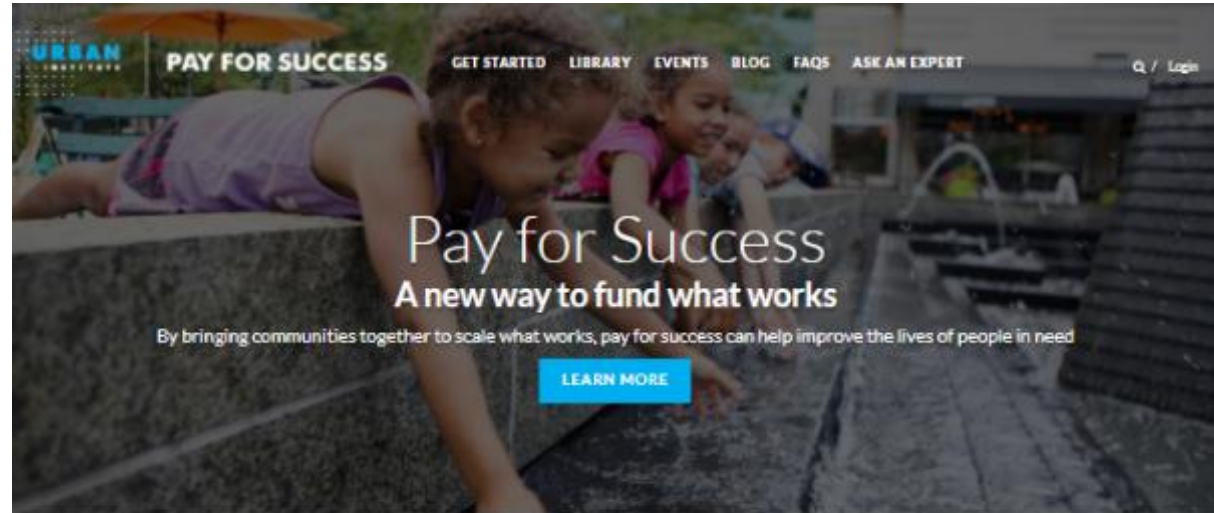 URBAN
INSTITUTE
PAY FOR SUCCESS
GET STARTED LIBRARY EVENTS BLOG FAQS ASK AN EXPERT
/ Login
Pay for Success
A new way to fund what works
By bringing communities together to scale what works, pay for success can help improve the lives of people in need
LEARN MORE